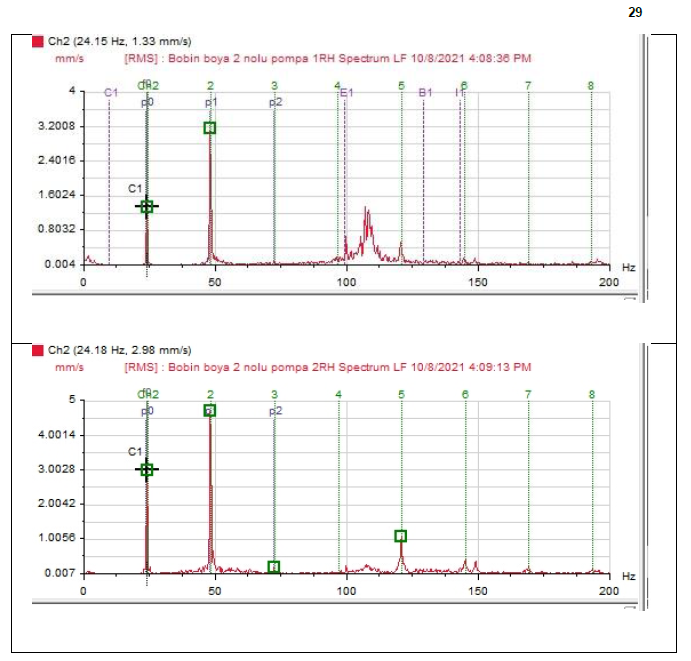 29
Ch2 (24.15 Hz, 1.33 mm/s)
mm/s [RMS] : Bobin boya 2 nolu pompa 1RH Spectrum LF 10/8/2021 4:08:36 PM
4 C1 2 3 4 E1 5 B1 6 7 8
p0 p1 p2
3.2008
2.4016
C1
1.6024
0.8032
0.004
Hz
0 50 100 150 200
Ch2 (24.18 Hz, 2.98 mm/s)
mm/s [RMS] : Bobin boya 2 nolu pompa 2RH Spectrum LF 10/8/2021 4:09:13 PM
5 2 3 4 5 6 7 8
p0 p2
4.0014
C1
3.0028
2.0042
1.0056
0.007
Hz
0 50 100 150 200